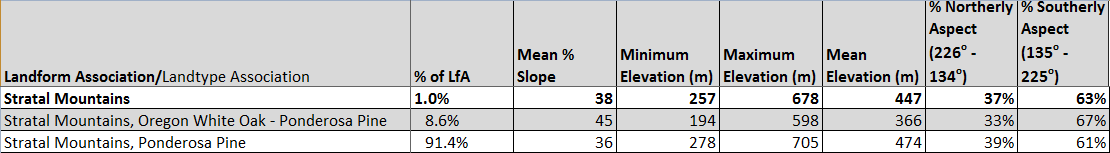 Landform Association/Landtype Association % of LfA Mean % Slope Minimum Elevation (m) Maximum Elevation (m) Mean Elevation (m) % Northerly Aspect (226° - 134°) % Southerly Aspect (135° - 225°)
Stratal Mountains 1.0% 38 257 678 447 37% 63%
Stratal Mountains, Oregon White Oak - Ponderosa Pine 8.6% 45 194 598 366 33% 67%
Stratal Mountains, Ponderosa Pine 91.4% 36 278 705 474 39% 61%